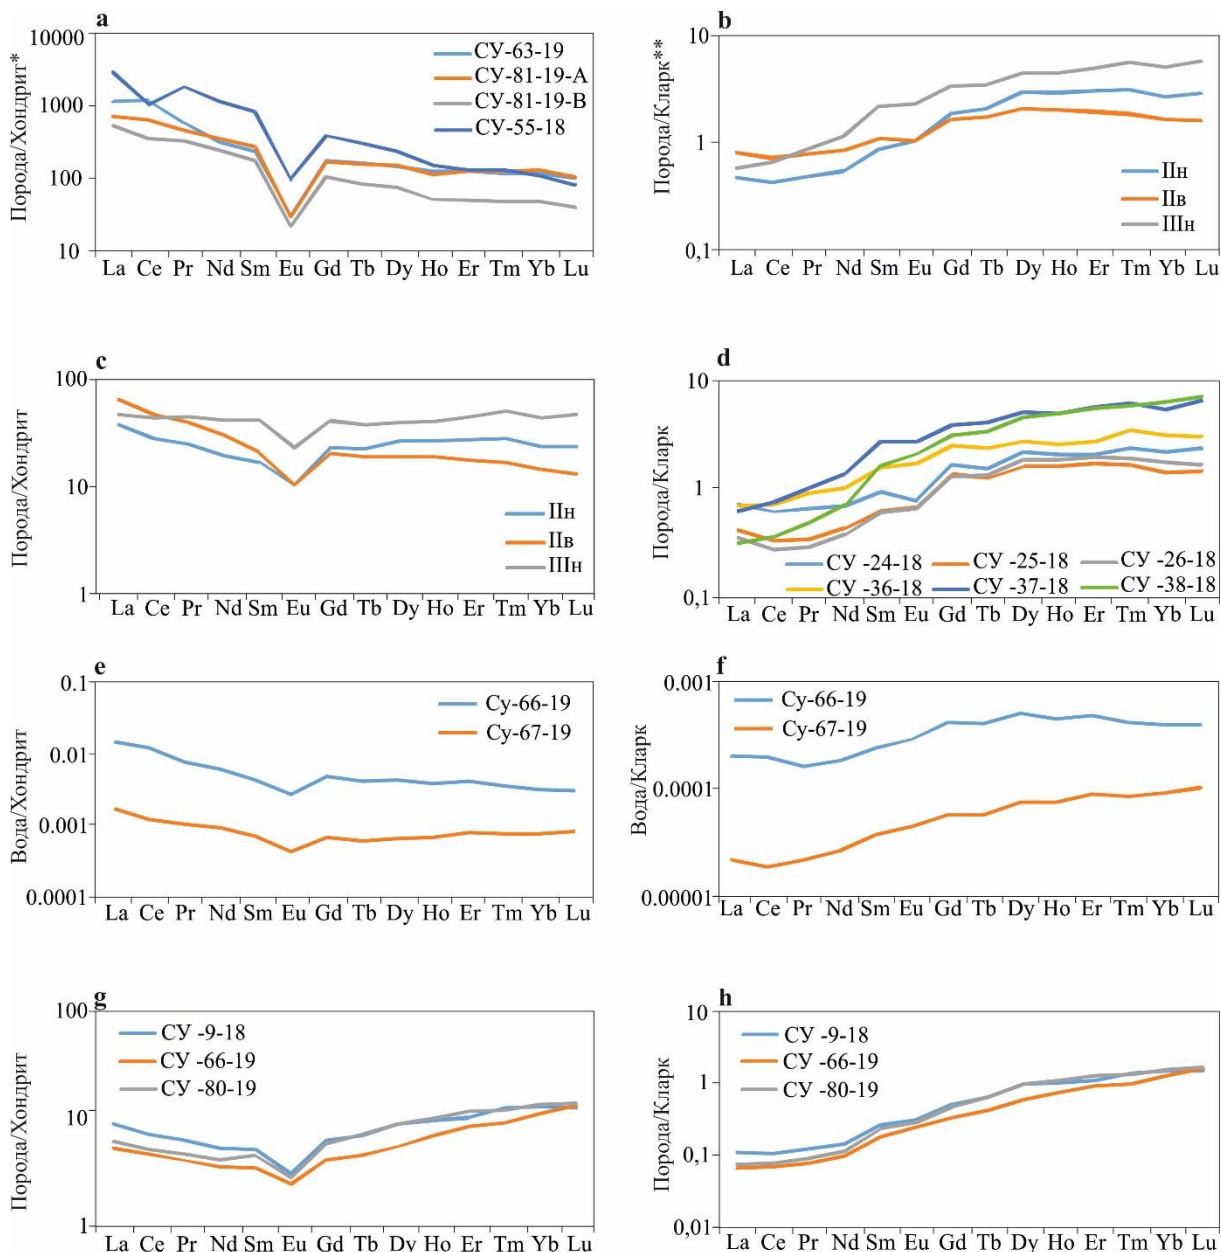 a
Порода/Хондрит*
10000
1000
100
10
СУ-63-19
СУ-81-19-А
СУ-81-19-В
СУ-55-18
La Ce Pr Nd Sm Eu Gd Tb Dy Ho Er Tm Yb Lu
b
Порода/Кларк**
10
1
0,1
IIн
IIв
IIIн
La Ce Pr Nd Sm Eu Gd Tb Dy Ho Er Tm Yb Lu
c
Порода/Хондрит
100
10
1
IIн
IIв
IIIн
La Ce Pr Nd Sm Eu Gd Tb Dy Ho Er Tm Yb Lu
d
Порода/Кларк
10
1
0,1
СУ -24-18 СУ -25-18 СУ -26-18
СУ -36-18 СУ -37-18 СУ -38-18
La Ce Pr Nd Sm Eu Gd Tb Dy Ho Er Tm Yb Lu
e
Вода/Хондрит
0.1
0.01
0.001
0.0001
Су-66-19
Су-67-19
La Ce Pr Nd Sm Eu Gd Tb Dy Ho Er Tm Yb Lu
f
Вода/Кларк
0.001
0.0001
0.00001
Су-66-19
Су-67-19
La Ce Pr Nd Sm Eu Gd Tb Dy Ho Er Tm Yb Lu
g
Порода/Хондрит
100
10
1
СУ -9-18
СУ -66-19
СУ -80-19
La Ce Pr Nd Sm Eu Gd Tb Dy Ho Er Tm Yb Lu
h
Порода/Кларк
10
1
0,1
0,01
СУ -9-18
СУ -66-19
СУ -80-19
La Ce Pr Nd Sm Eu Gd Tb Dy Ho Er Tm Yb Lu